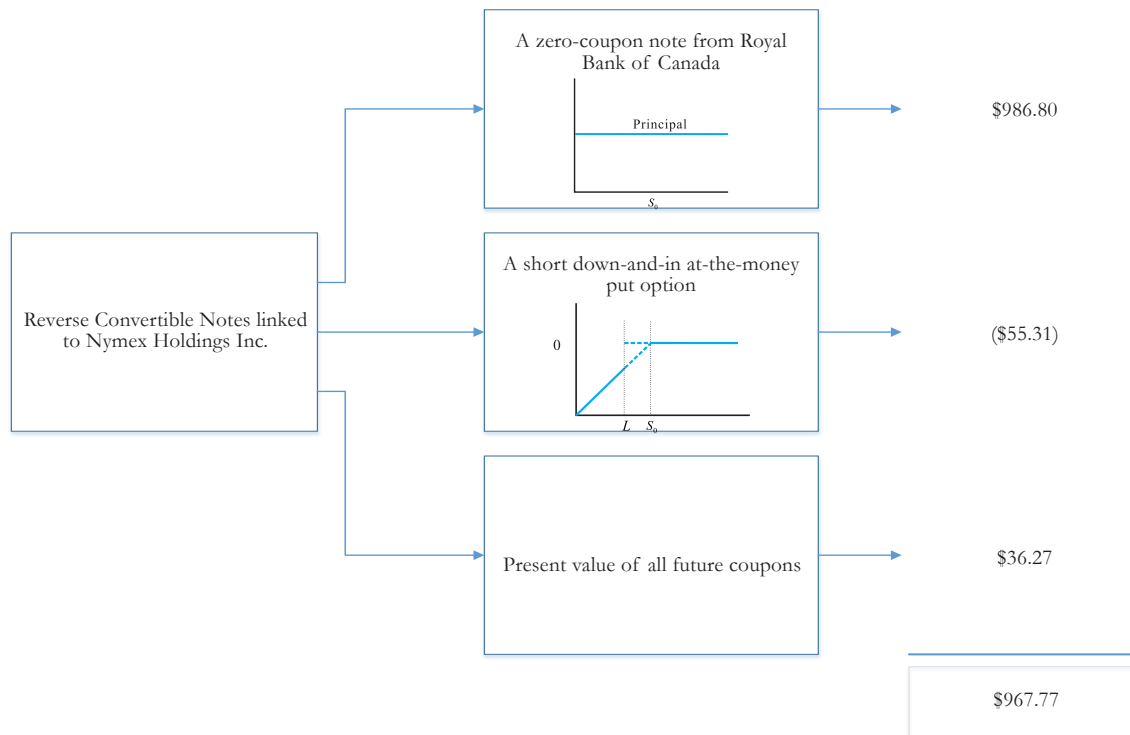 A zero-coupon note from Royal
Bank of Canada
Principal
S₀
$986.80
Reverse Convertible Notes linked
to Nymex Holdings Inc.
A short down-and-in at-the-money
put option
0
L S₀
($55.31)
Present value of all future coupons
$36.27
$967.77